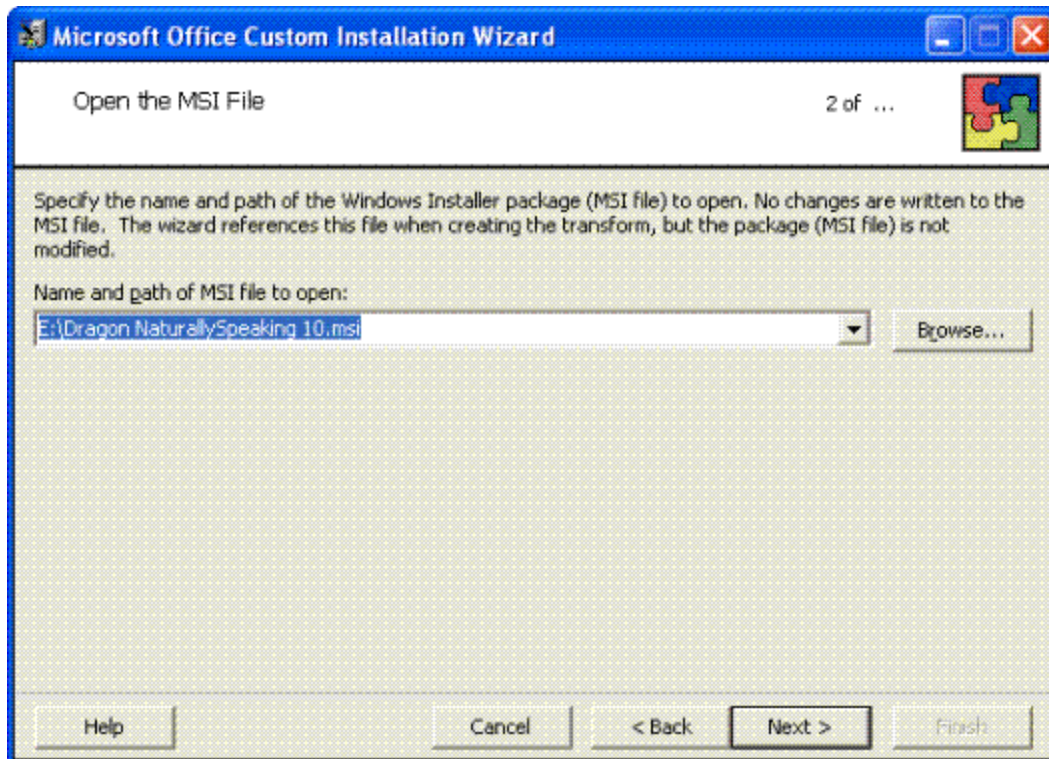 Microsoft Office Custom Installation Wizard
Open the MSI File
2 of ...
Specify the name and path of the Windows Installer package (MSI file) to open. No changes are written to the
MSI file. The wizard references this file when creating the transform, but the package (MSI file) is not
modified.
Name and path of MSI file to open:
E:\Dragon NaturallySpeaking 10.msi
Browse...
Help
Cancel
< Back
Next >
Finish